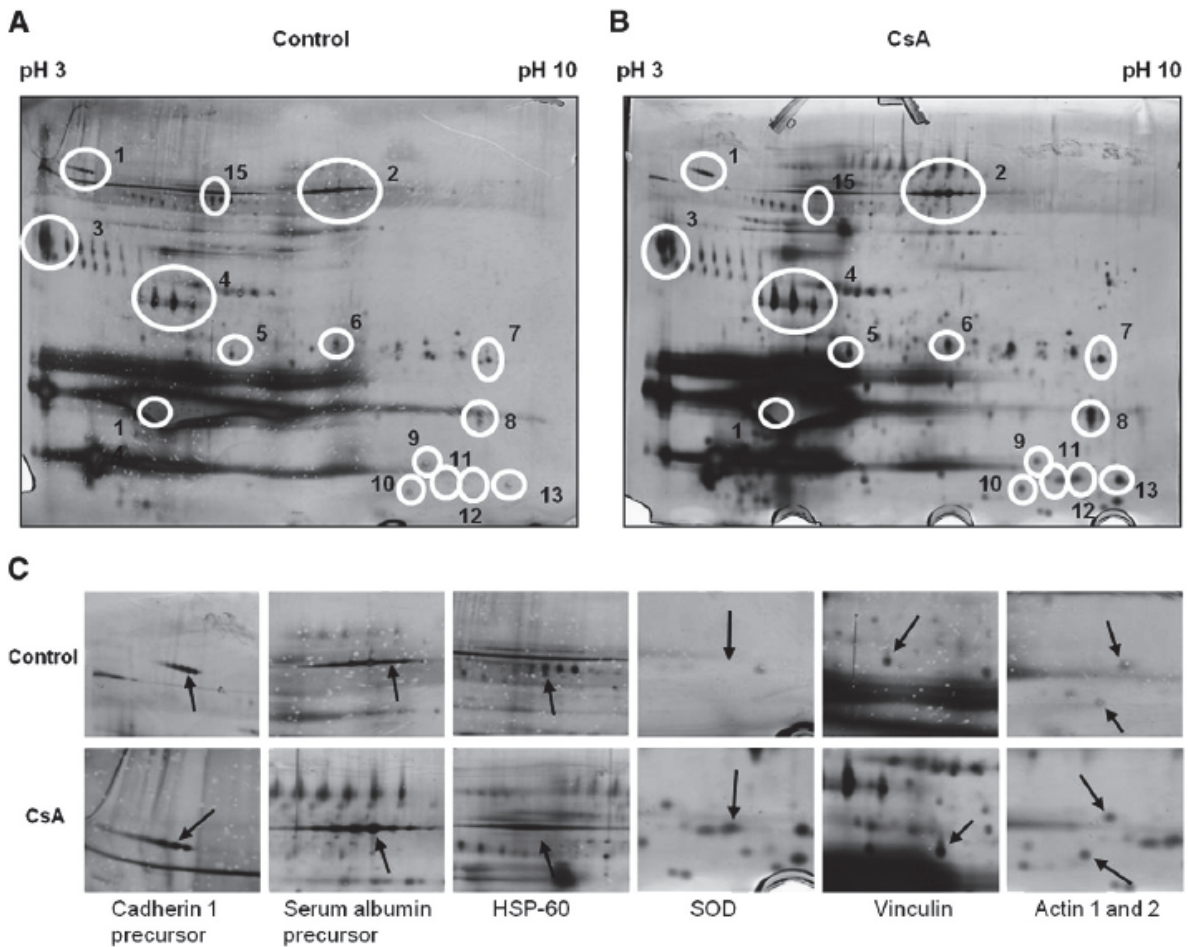 A
B
Control
CsA
pH 3
pH 10
pH 3
pH 10
1
15
2
3
4
5
6
7
1
8
9
11
10
13
12
1
15
2
3
4
5
6
7
1
8
9
11
10
13
12
C
Control
CsA
Cadherin 1
precursor
Serum albumin
precursor
HSP-60
SOD
Vinculin
Actin 1 and 2